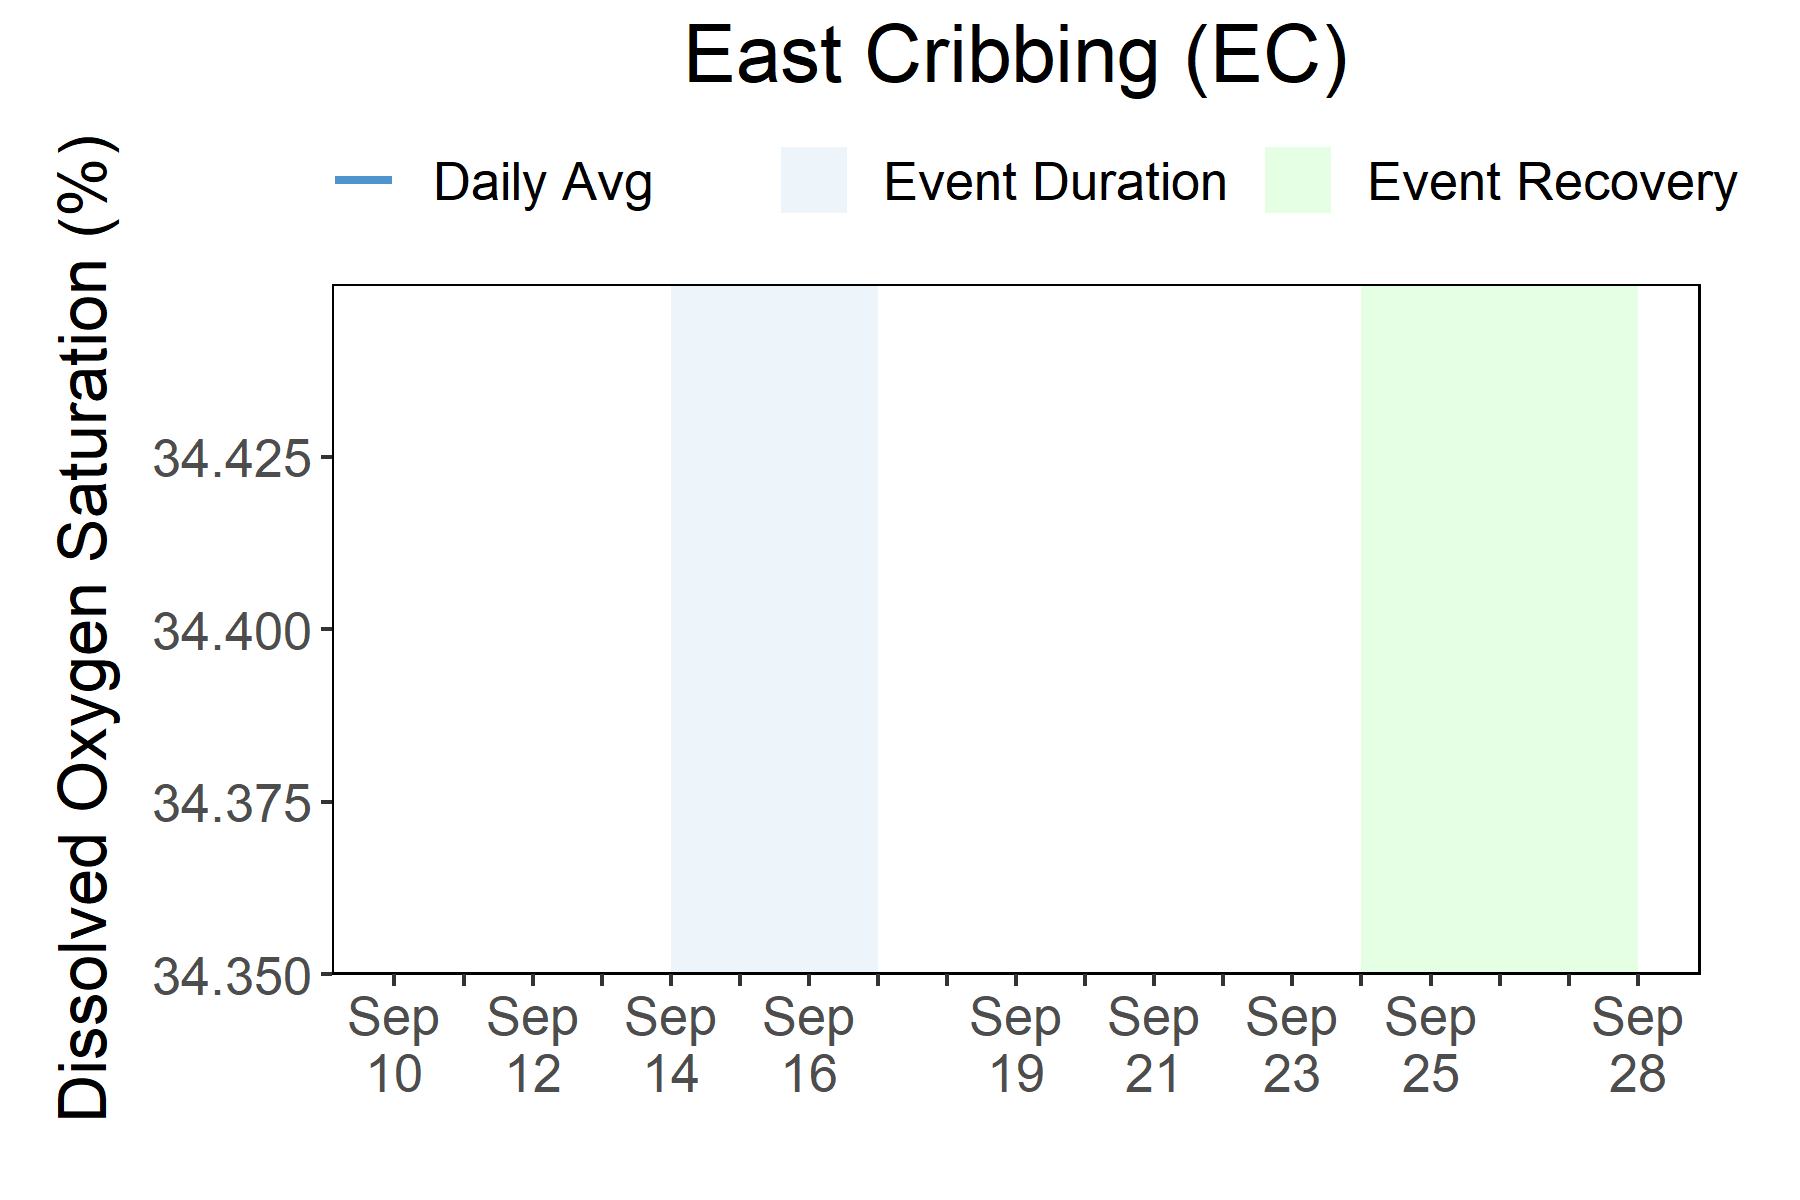 East Cribbing (EC)
Daily Avg Event Duration Event Recovery
Dissolved Oxygen Saturation (%)
34.425
34.400
34.375
34.350
Sep Sep Sep Sep Sep Sep Sep Sep Sep
10 12 14 16 19 21 23 25 28